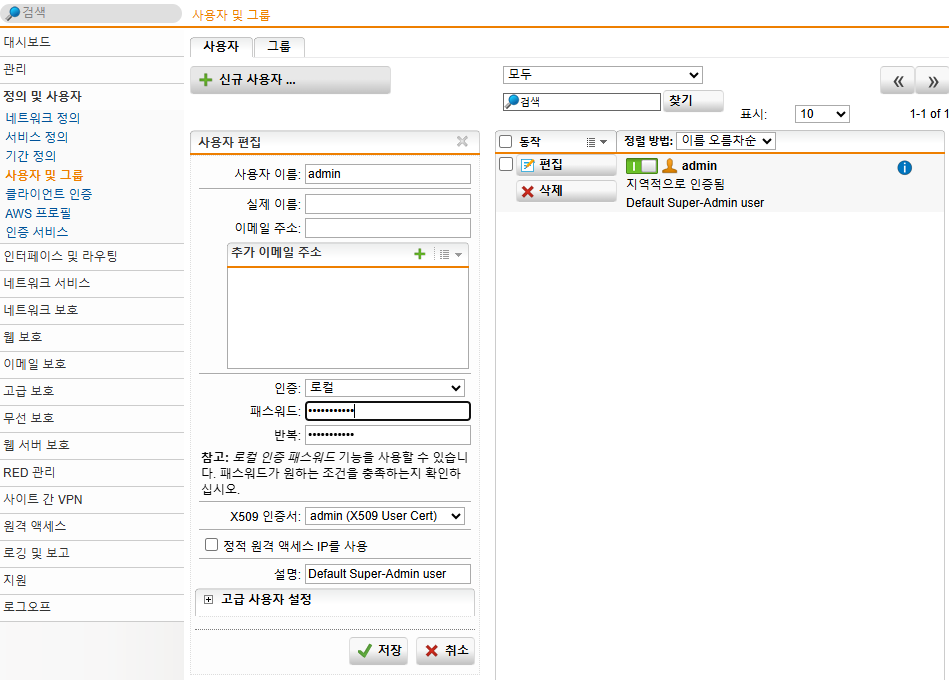 검색
사용자 및 그룹
대시보드
관리
정의 및 사용자
네트워크 정의
서비스 정의
기간 정의
사용자 및 그룹
클라이언트 인증
AWS 프로필
인증 서비스
인터페이스 및 라우팅
네트워크 서비스
네트워크 보호
웹 보호
이메일 보호
고급 보호
무선 보호
웹 서버 보호
RED 관리
사이트 간 VPN
원격 액세스
로깅 및 보고
지원
로그오프
사용자
그룹
신규 사용자 ...
사용자 편집
사용자 이름: admin
실제 이름:
이메일 주소:
추가 이메일 주소
인증: 로컬
패스워드: •••••••••••
반복: •••••••••••
참고: 로컬 인증 패스워드 기능을 사용할 수 있습니
다. 패스워드가 원하는 조건을 충족하는지 확인하
십시오.
X509 인증서: admin (X509 User Cert)
정적 원격 액세스 IP를 사용
설명: Default Super-Admin user
고급 사용자 설정
저장
취소
모두
검색
찾기
표시: 10
« »
1-1 of 1
동작
정렬 방법: 이름 오름차순
편집
삭제
admin
지역적으로 인증됨
Default Super-Admin user